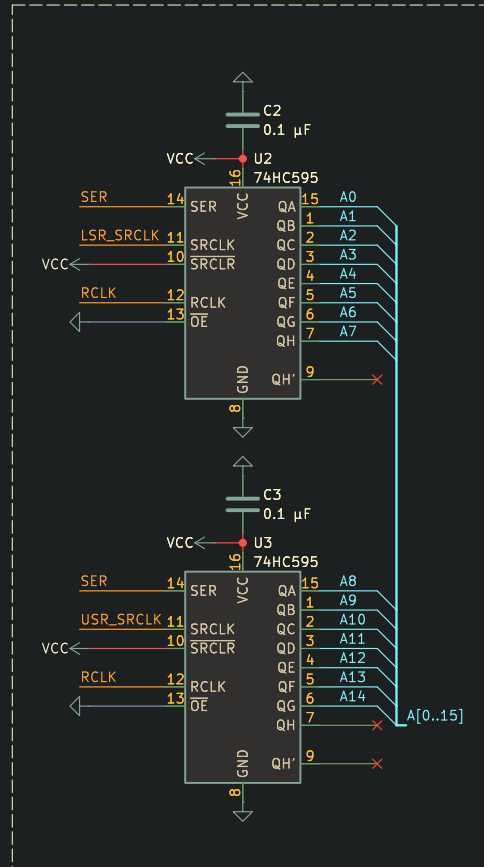 C2
0.1 µF
VCC
U2
16
74HC595
VCC
SER
14
SER
QA
15
A0
QB
1
A1
LSR_SRCLK
11
SRCLK
QC
2
A2
VCC
10
SRCLR
QD
3
A3
QE
4
A4
RCLK
12
RCLK
QF
5
A5
13
OE
QG
6
A6
QH
7
A7
GND
QH'
9
8
C3
0.1 µF
VCC
U3
16
74HC595
VCC
SER
14
SER
QA
15
A8
QB
1
A9
USR_SRCLK
11
SRCLK
QC
2
A10
VCC
10
SRCLR
QD
3
A11
QE
4
A12
RCLK
12
RCLK
QF
5
A13
13
OE
QG
6
A14
QH
7
A[0..15]
GND
QH'
9
8